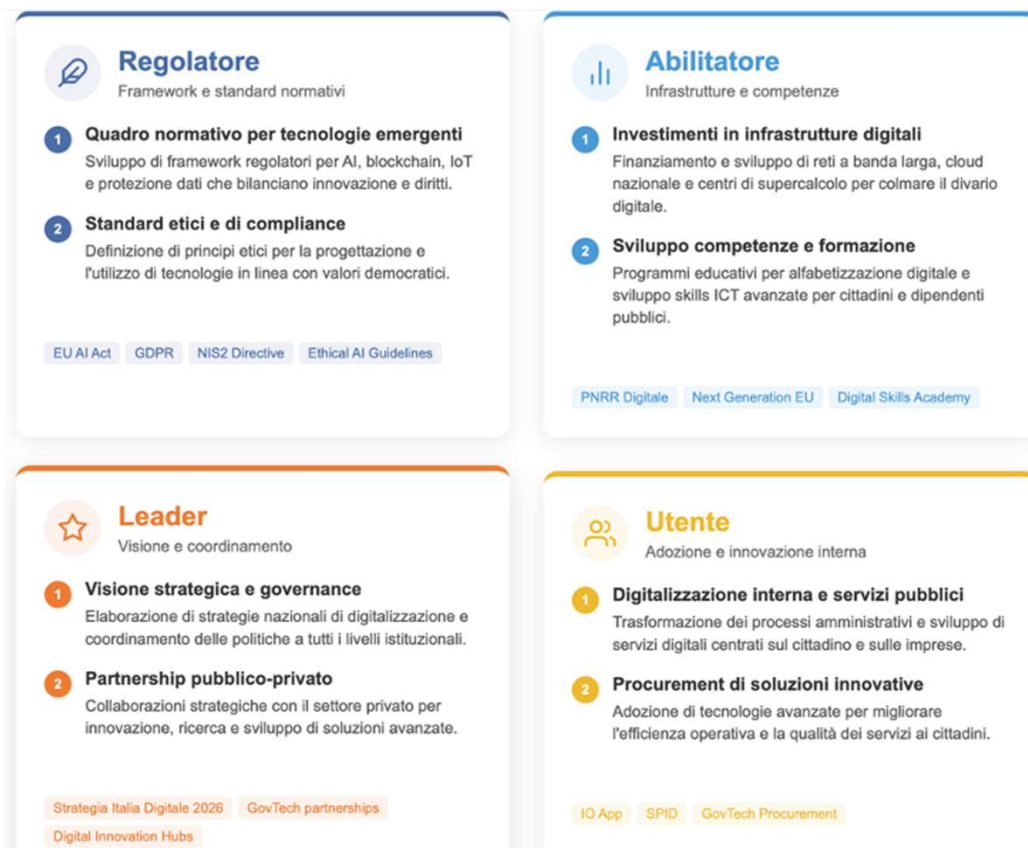 Regolatore
Framework e standard normativi
1 Quadro normativo per tecnologie emergenti
Sviluppo di framework regolatori per AI, blockchain, IoT
e protezione dati che bilanciano innovazione e diritti.
2 Standard etici e di compliance
Definizione di principi etici per la progettazione e
l'utilizzo di tecnologie in linea con valori democratici.
EU AI Act GDPR NIS2 Directive Ethical AI Guidelines
Abilitatore
Infrastrutture e competenze
1 Investimenti in infrastrutture digitali
Finanziamento e sviluppo di reti a banda larga, cloud
nazionale e centri di supercalcolo per colmare il divario
digitale.
2 Sviluppo competenze e formazione
Programmi educativi per alfabetizzazione digitale e
sviluppo skills ICT avanzate per cittadini e dipendenti
pubblici.
PNRR Digitale Next Generation EU Digital Skills Academy
Leader
Visione e coordinamento
1 Visione strategica e governance
Elaborazione di strategie nazionali di digitalizzazione e
coordinamento delle politiche a tutti i livelli istituzionali.
2 Partnership pubblico-privato
Collaborazioni strategiche con il settore privato per
innovazione, ricerca e sviluppo di soluzioni avanzate.
Strategia Italia Digitale 2026 GovTech partnerships
Digital Innovation Hubs
Utente
Adozione e innovazione interna
1 Digitalizzazione interna e servizi pubblici
Trasformazione dei processi amministrativi e sviluppo di
servizi digitali centrati sul cittadino e sulle imprese.
2 Procurement di soluzioni innovative
Adozione di tecnologie avanzate per migliorare
l'efficienza operativa e la qualità dei servizi ai cittadini.
IO App SPID GovTech Procurement